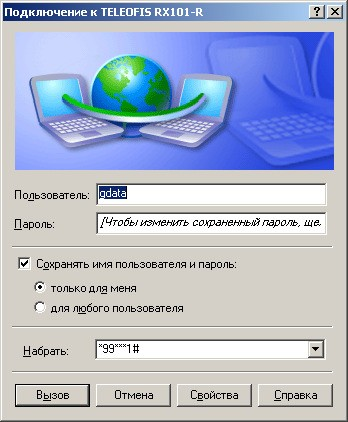 Подключение к TELEOFIS RX101-R
Пользователь: gdata
Пароль: [Чтобы изменить сохраненный пароль, ще.
Сохранять имя пользователя и пароль:
только для меня
для любого пользователя
Набрать: *99***1#
Вызов Отмена Свойства Справка